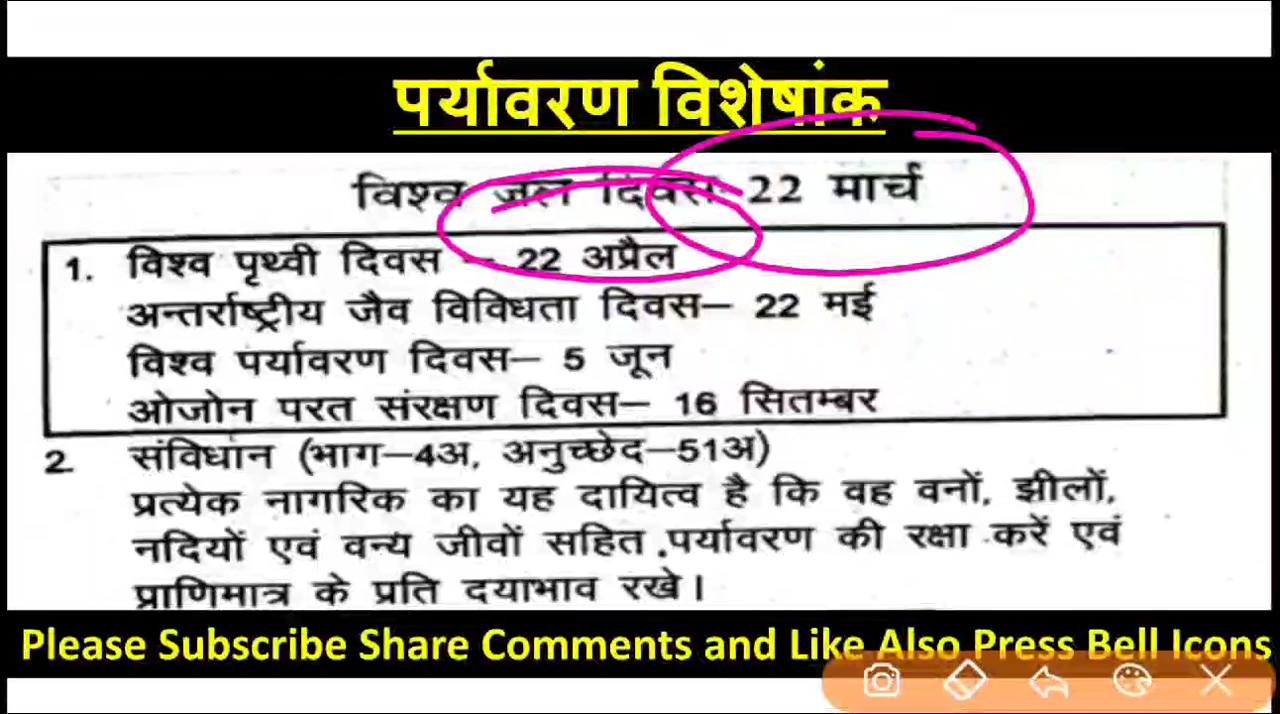 पर्यावरण विशेषांक
विश्व जल दिवस 22 मार्च
1. विश्व पृथ्वी दिवस – 22 अप्रैल
अन्तर्राष्ट्रीय जैव विविधता दिवस– 22 मई
विश्व पर्यावरण दिवस– 5 जून
ओजोन परत संरक्षण दिवस– 16 सितम्बर
2 संविधान (भाग–4अ, अनुच्छेद–51अ)
प्रत्येक नागरिक का यह दायित्व है कि वह वनों, झीलों,
नदियों एवं वन्य जीवों सहित पर्यावरण की रक्षा करें एवं
प्राणिमात्र के प्रति दयाभाव रखे।
Please Subscribe Share Comments and Like Also Press Bell Icons